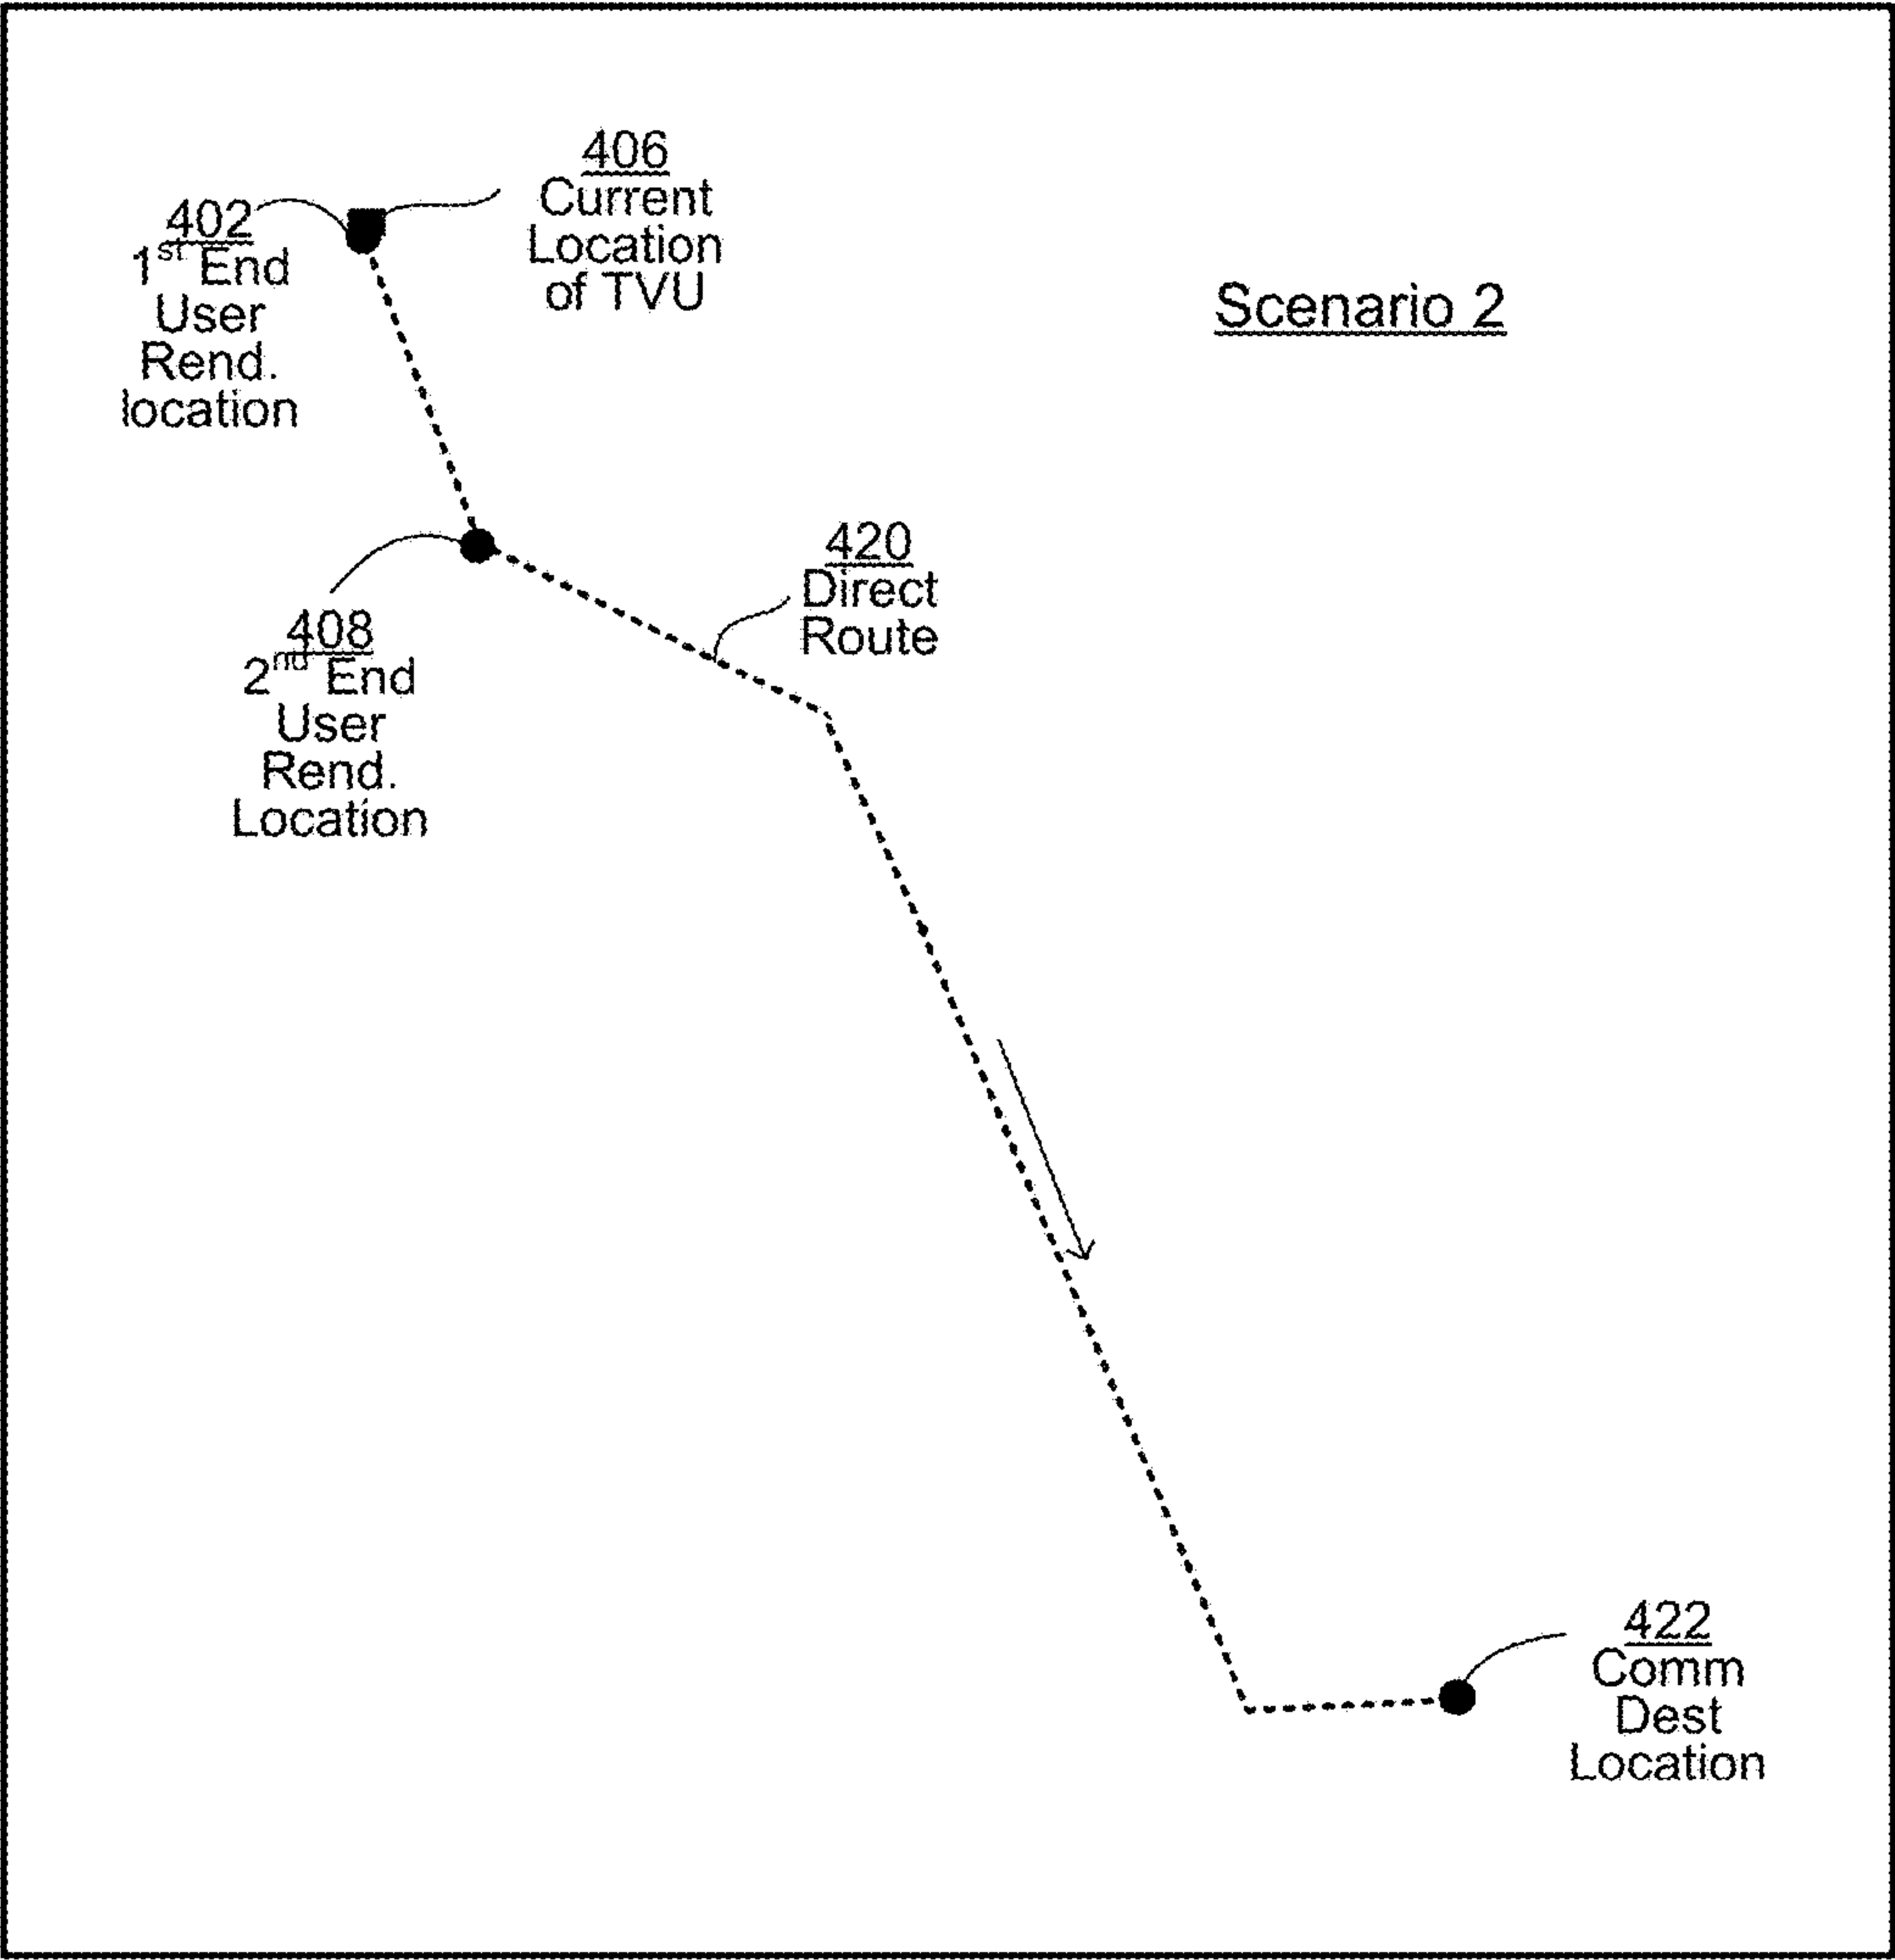 406
Current
Location
of TVU
402
1st End
User
Rend.
location
Scenario 2
420
Direct
Route
408
2nd End
User
Rend.
Location
422
Comm
Dest
Location